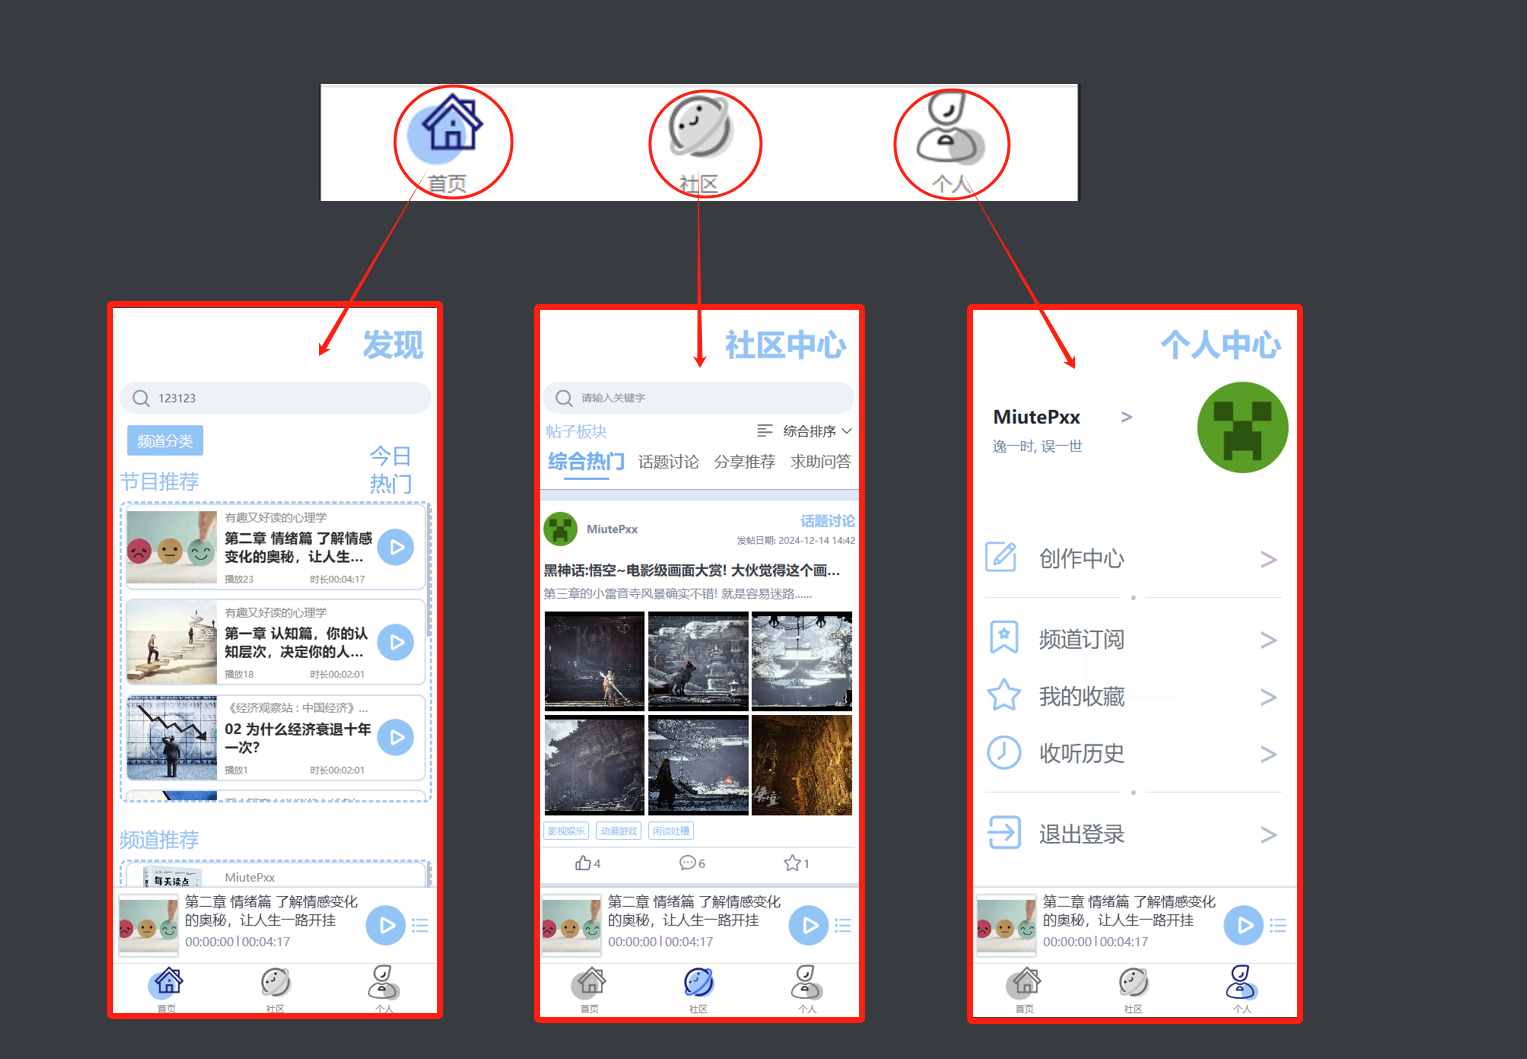 首页
社区
个人
发现
123123
频道分类
今日
热门
节目推荐
有趣又好读的心理学
第二章 情绪篇 了解情感
变化的奥秘，让人生...
播放23
时长00:04:17
有趣又好读的心理学
第一章 认知篇，你的认
知层次，决定你的人...
播放18
时长00:02:01
《经济观察站 : 中国经济》...
02 为什么经济衰退十年
一次?
播放1
时长00:02:01
频道推荐
每天读点
MiutePxx
第二章 情绪篇 了解情感变化
的奥秘，让人生一路开挂
00:00:00 | 00:04:17
首页
社区
个人
社区中心
请输入关键字
帖子板块
综合排序
综合热门
话题讨论
分享推荐
求助问答
MiutePxx
话题讨论
发帖日期: 2024-12-14 14:42
黑神话:悟空~电影级画面大赏! 大伙觉得这个画...
第三章的小雷音寺风景确实不错! 就是容易迷路......
悟空
影视娱乐
动漫游戏
闲谈吐槽
4
6
1
第二章 情绪篇 了解情感变化
的奥秘，让人生一路开挂
00:00:00 | 00:04:17
首页
社区
个人
个人中心
MiutePxx >
逸一时, 误一世
创作中心 >
频道订阅 >
我的收藏 >
收听历史 >
退出登录 >
第二章 情绪篇 了解情感变化
的奥秘，让人生一路开挂
00:00:00 | 00:04:17
首页
社区
个人